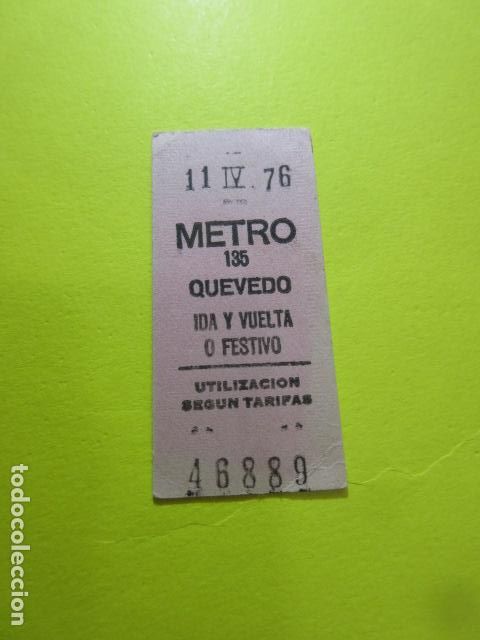 11 IV. 76
METRO
135
QUEVEDO
IDA Y VUELTA
O FESTIVO
UTILIZACION
SEGUN TARIFAS
46889
todocoleccion